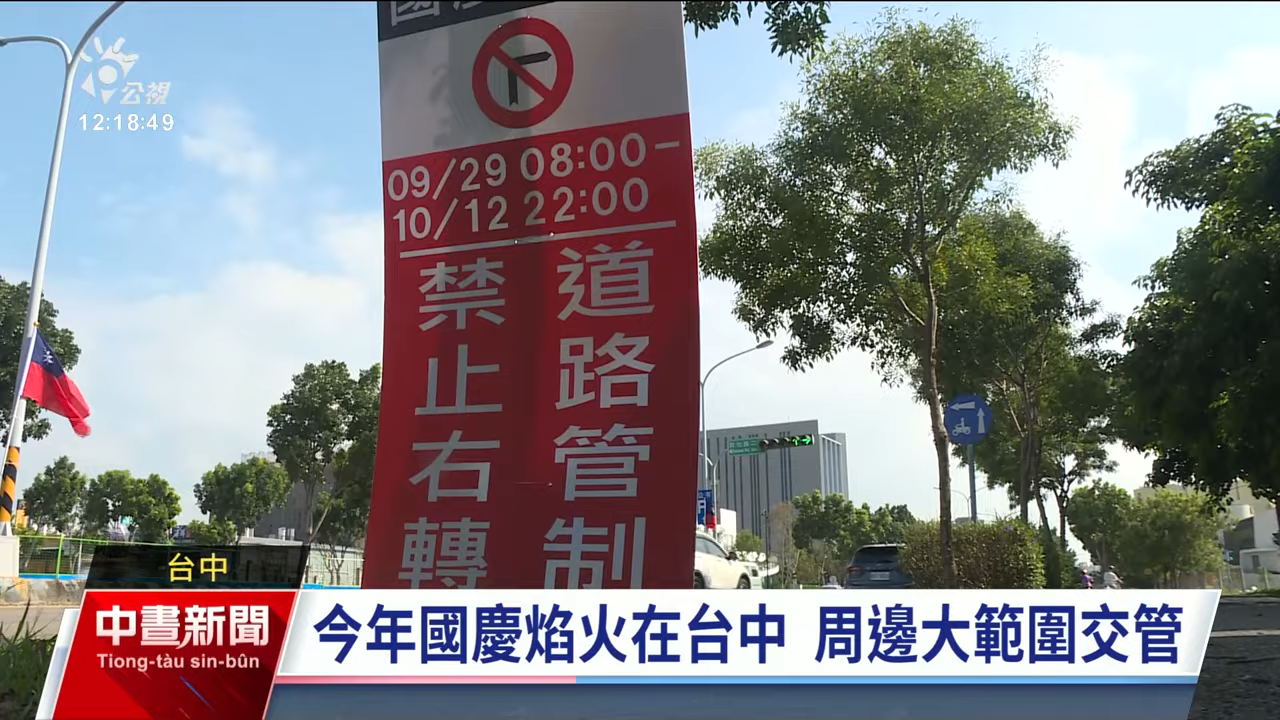 公視
12:18:49
09/29 08:00-
10/12 22:00
道路管制
禁止右轉
台中
中晝新聞
Tiong-tàu sin-bûn
今年國慶焰火在台中 周邊大範圍交管